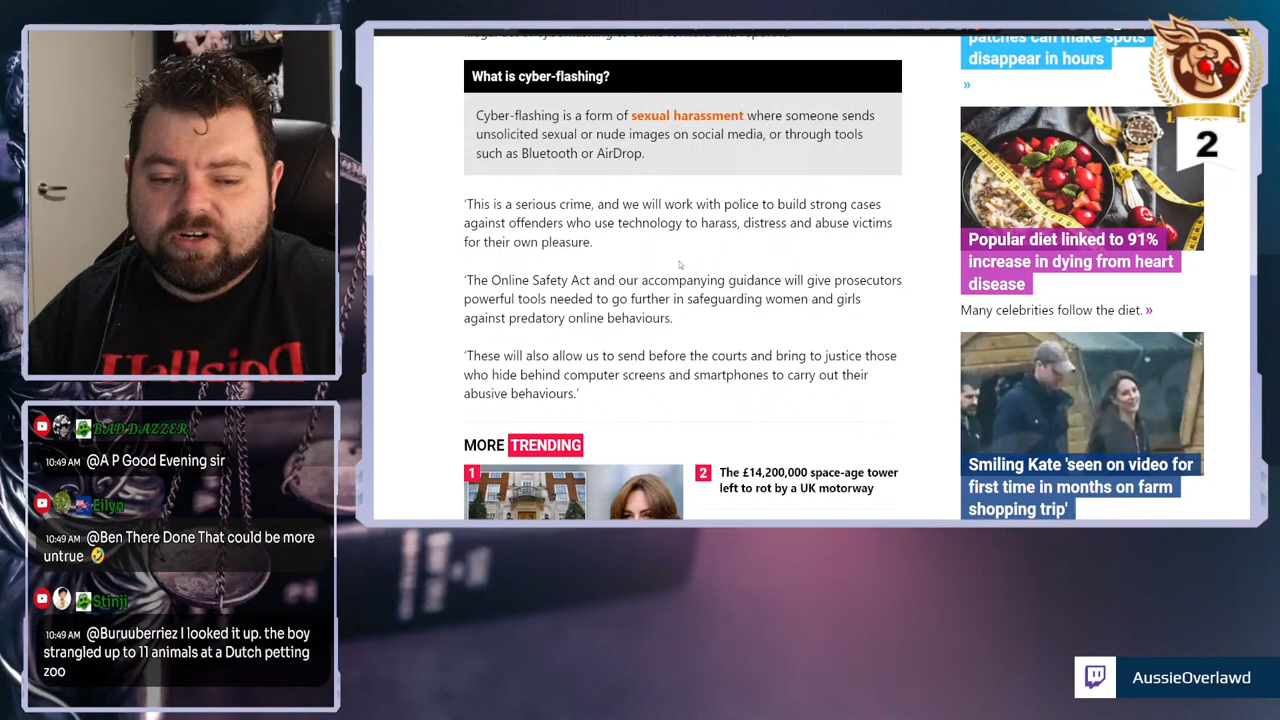 What is cyber-flashing?
Cyber-flashing is a form of sexual harassment where someone sends
unsolicited sexual or nude images on social media, or through tools
such as Bluetooth or AirDrop.
'This is a serious crime, and we will work with police to build strong cases
against offenders who use technology to harass, distress and abuse victims
for their own pleasure.
'The Online Safety Act and our accompanying guidance will give prosecutors
powerful tools needed to go further in safeguarding women and girls
against predatory online behaviours.
'These will also allow us to send before the courts and bring to justice those
who hide behind computer screens and smartphones to carry out their
abusive behaviours.'
MORE TRENDING
1
2 The £14,200,000 space-age tower
left to rot by a UK motorway
patches can make spots
disappear in hours
»
2
Popular diet linked to 91%
increase in dying from heart
disease
Many celebrities follow the diet. »
Smiling Kate 'seen on video for
first time in months on farm
shopping trip'
Hellsing
BAD DAZZER
10:49 AM @A P Good Evening sir
Eilyn
10:49 AM @Ben There Done That could be more
untrue 🤣
Stinji
10:49 AM @Buruuberriez I looked it up. the boy
strangled up to 11 animals at a Dutch petting
zoo
AussieOverlawd